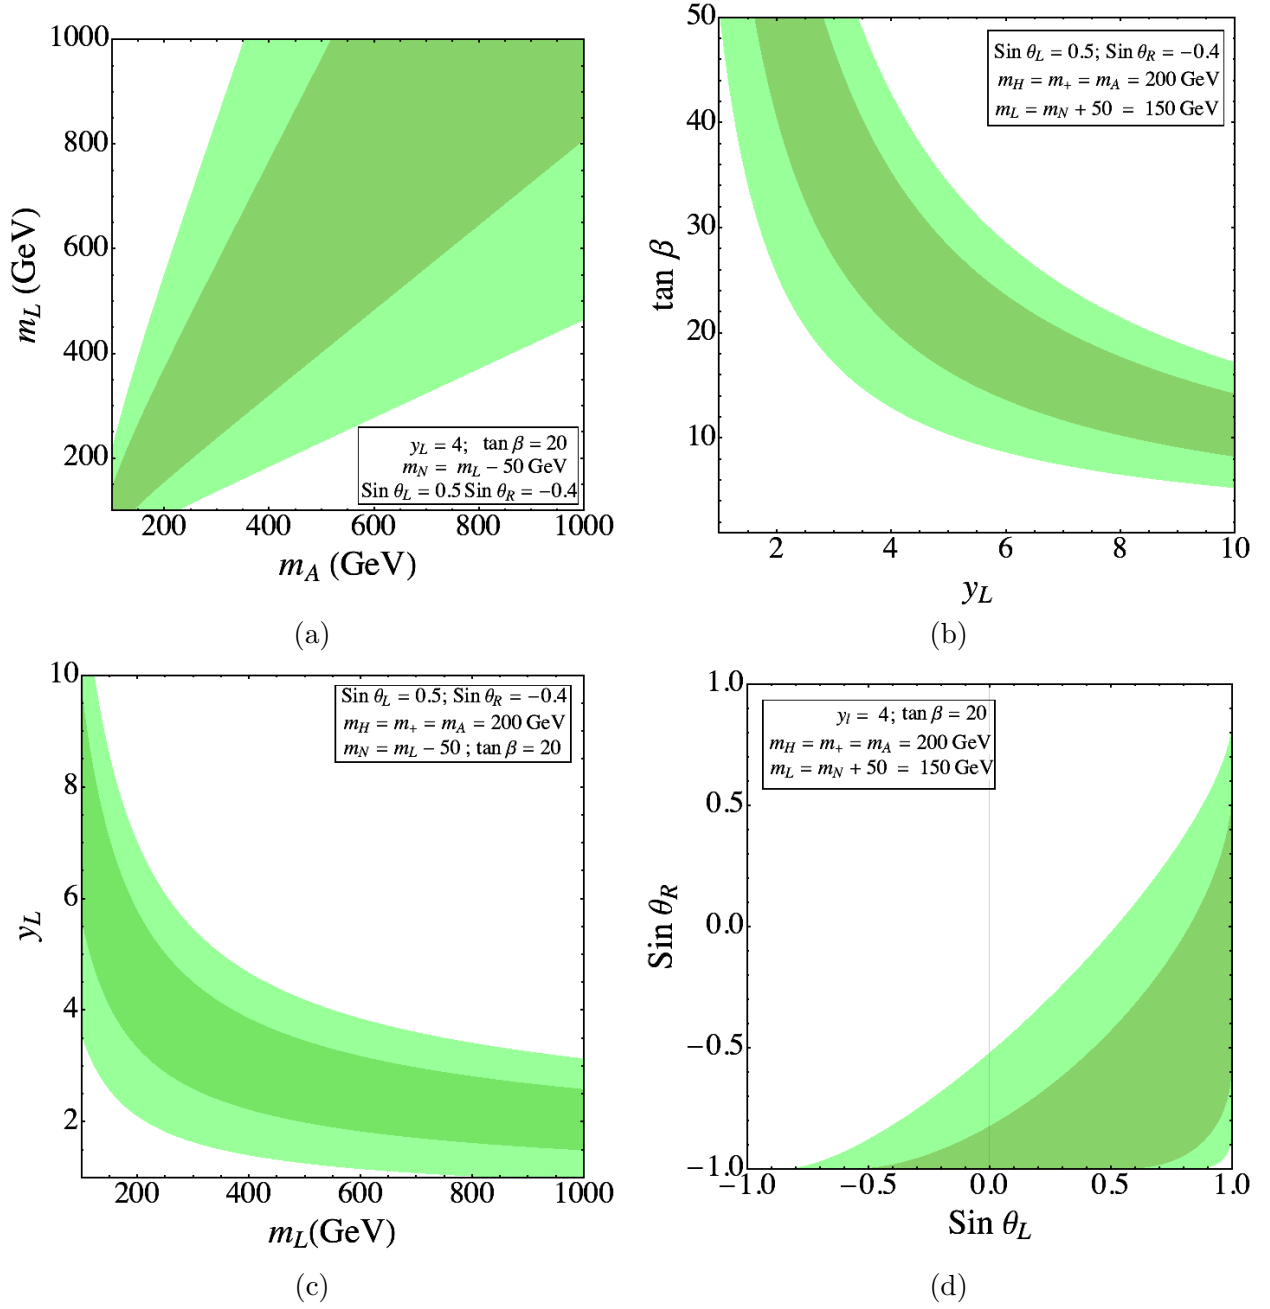 1000
800
600
400
200
m_L (GeV)
y_L = 4; tan β = 20
m_N = m_L − 50 GeV
Sin θ_L = 0.5 Sin θ_R = −0.4
200 400 600 800 1000
m_A (GeV)
(a)
50
40
30
20
10
tan β
Sin θ_L = 0.5; Sin θ_R = −0.4
m_H = m_+ = m_A = 200 GeV
m_L = m_N + 50 = 150 GeV
2 4 6 8 10
y_L
(b)
10
8
6
4
2
y_L
Sin θ_L = 0.5; Sin θ_R = −0.4
m_H = m_+ = m_A = 200 GeV
m_N = m_L − 50 ; tan β = 20
200 400 600 800 1000
m_L(GeV)
(c)
1.0
0.5
0.0
−0.5
−1.0
Sin θ_R
y_l = 4; tan β = 20
m_H = m_+ = m_A = 200 GeV
m_L = m_N + 50 = 150 GeV
−1.0 −0.5 0.0 0.5 1.0
Sin θ_L
(d)